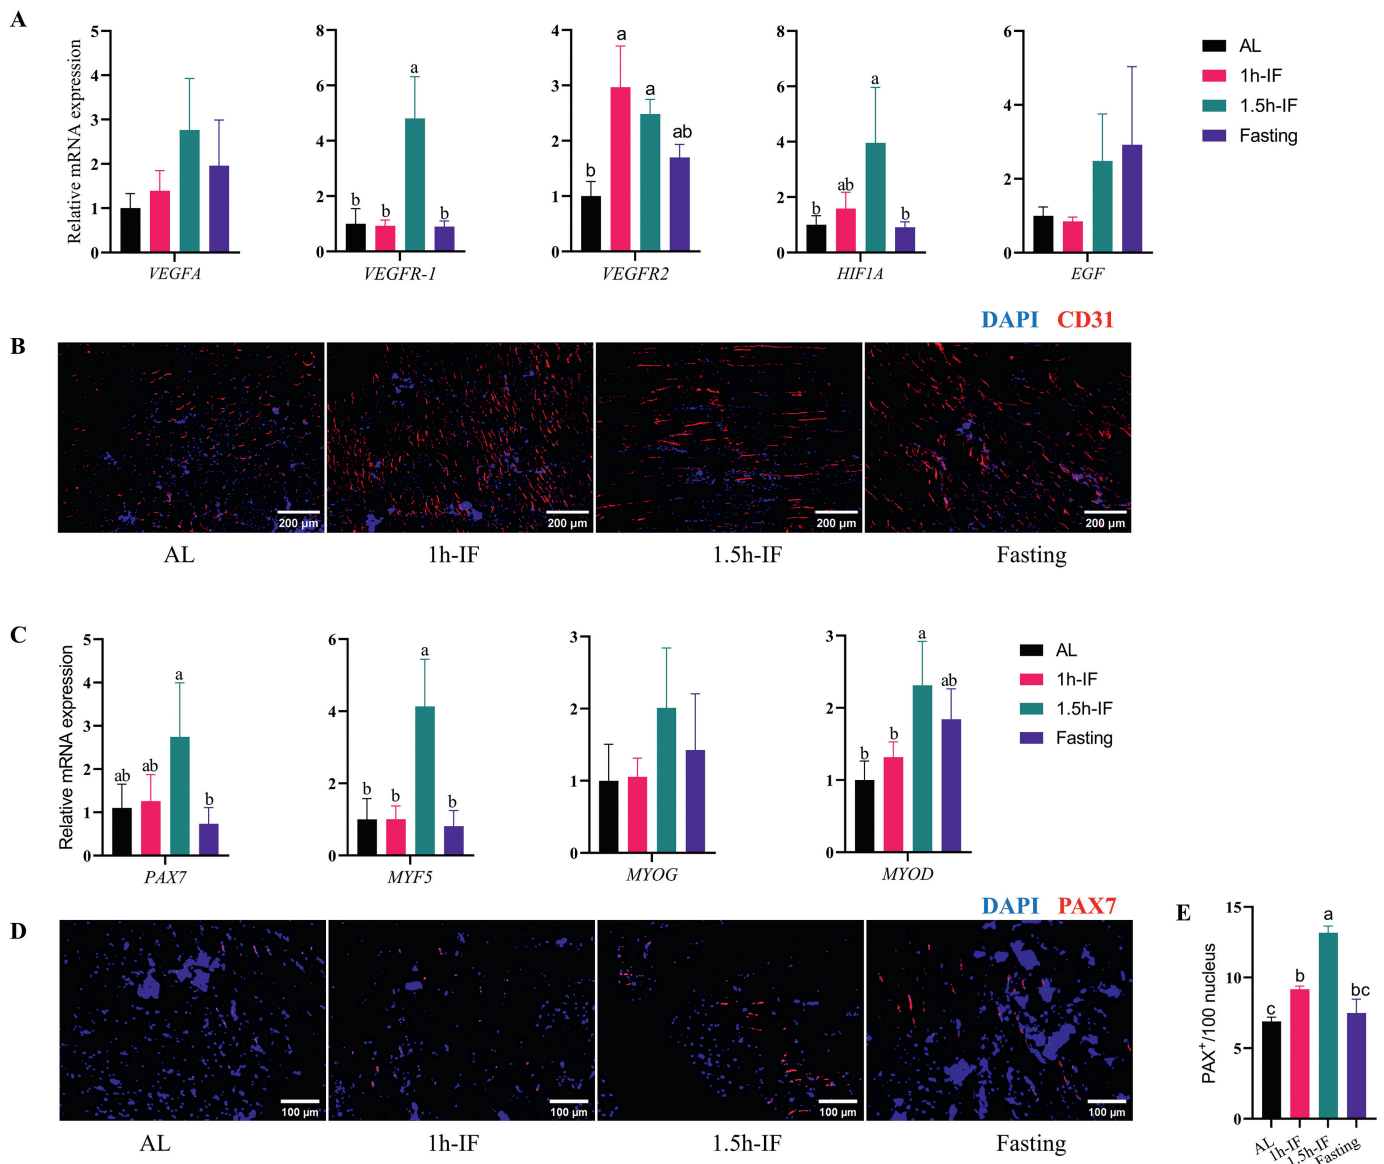 A
Relative mRNA expression
5
4
3
2
1
0
VEGFA
8
6
4
2
0
b b a b
VEGFR-1
4
3
2
1
0
b a a ab
VEGFR2
8
6
4
2
0
b ab a b
HIF1A
6
4
2
0
EGF
AL
1h-IF
1.5h-IF
Fasting
DAPI CD31
B
200 µm 200 µm 200 µm 200 µm
AL 1h-IF 1.5h-IF Fasting
C
Relative mRNA expression
5
4
3
2
1
0
ab ab a b
PAX7
6
4
2
0
b b a b
MYF5
3
2
1
0
MYOG
3
2
1
0
b b a ab
MYOD
AL
1h-IF
1.5h-IF
Fasting
DAPI PAX7
D
100 µm 100 µm 100 µm 100 µm
AL 1h-IF 1.5h-IF Fasting
E
PAX+/100 nucleus
15
10
5
0
c b a bc
AL 1h-IF 1.5h-IF Fasting